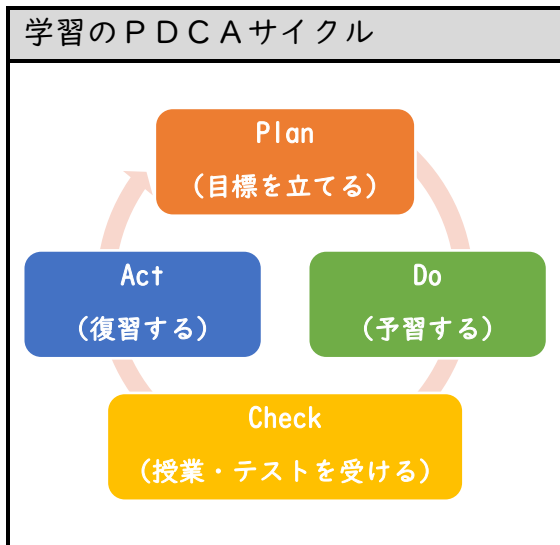 学習のＰＤＣＡサイクル
Plan
（目標を立てる）
Do
（予習する）
Check
（授業・テストを受ける）
Act
（復習する）